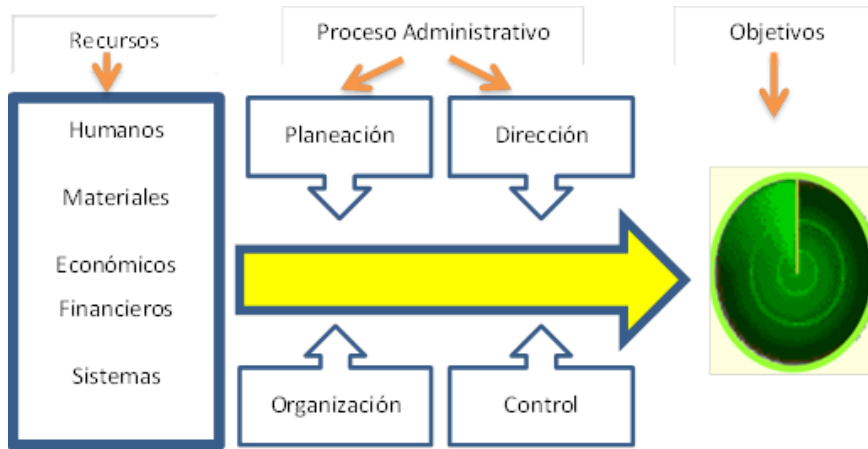 Recursos
Proceso Administrativo
Objetivos
Humanos
Materiales
Económicos
Financieros
Sistemas
Planeación
Dirección
Organización
Control